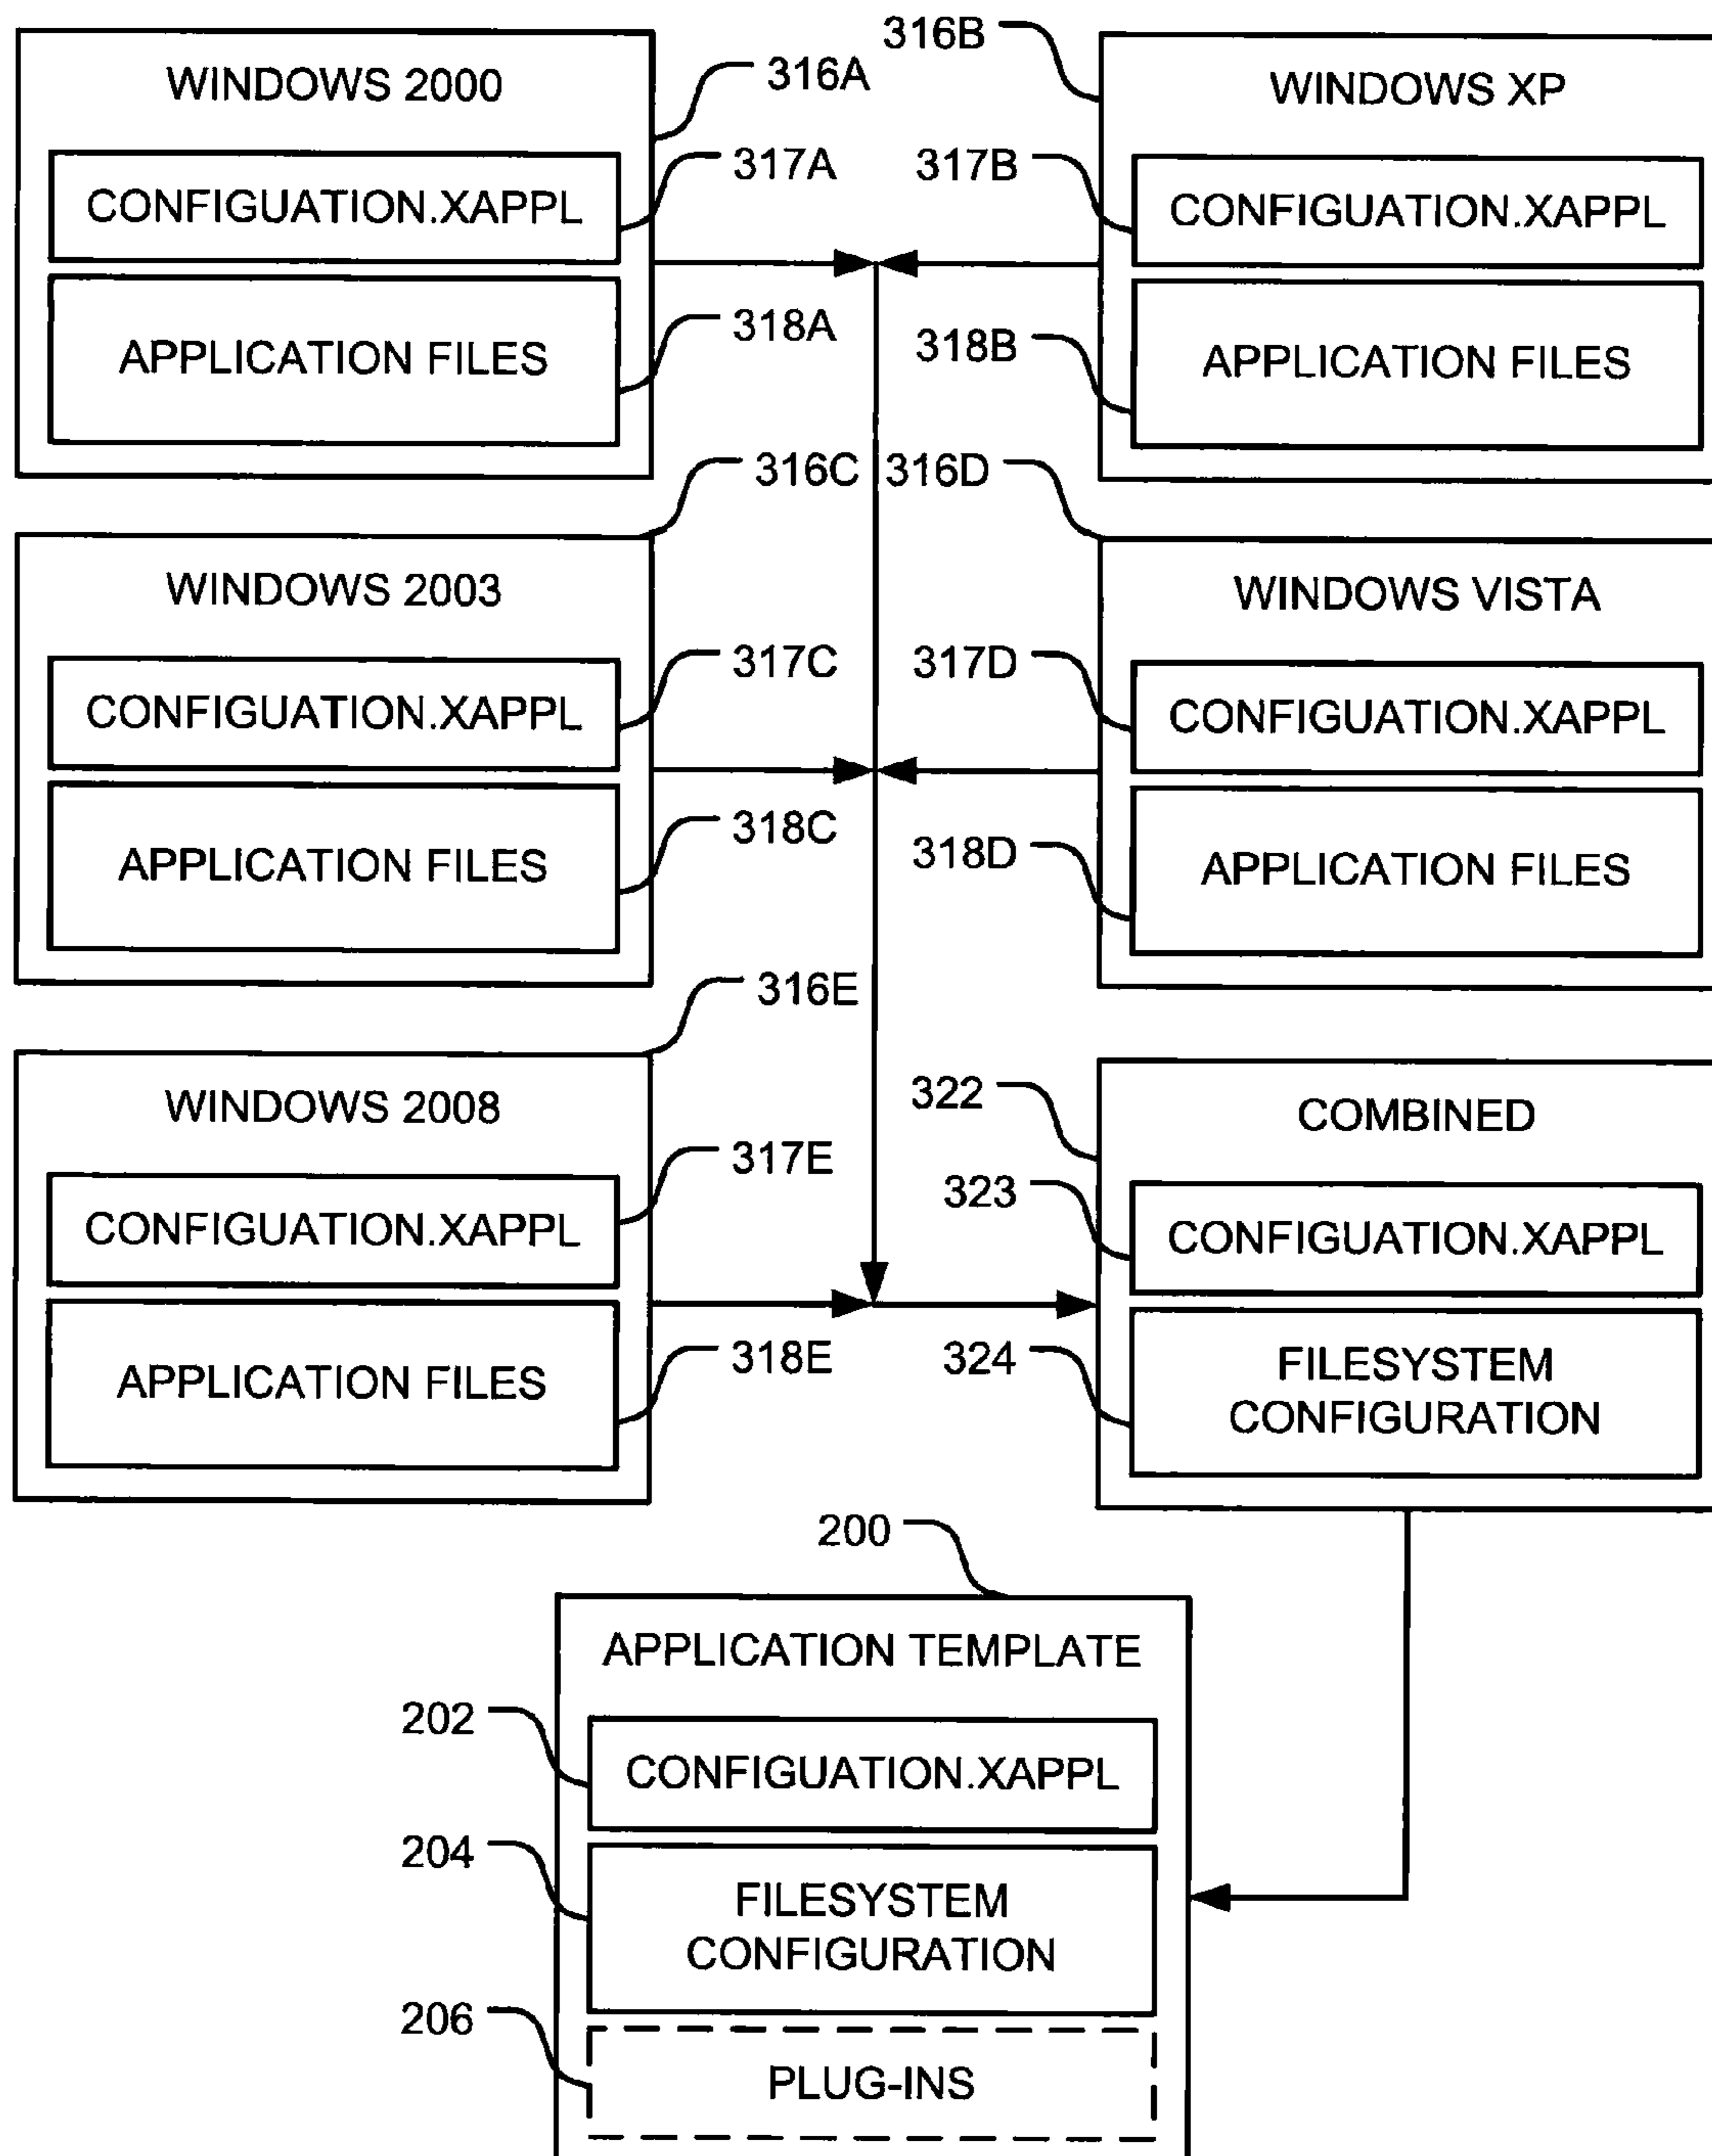 WINDOWS 2000
316A
CONFIGUATION.XAPPL
317A
APPLICATION FILES
318A
316B
WINDOWS XP
317B
CONFIGUATION.XAPPL
318B
APPLICATION FILES
316C
WINDOWS 2003
CONFIGUATION.XAPPL
317C
APPLICATION FILES
318C
316D
WINDOWS VISTA
317D
CONFIGUATION.XAPPL
318D
APPLICATION FILES
316E
WINDOWS 2008
CONFIGUATION.XAPPL
317E
APPLICATION FILES
318E
322
COMBINED
323
CONFIGUATION.XAPPL
324
FILESYSTEM
CONFIGURATION
200
APPLICATION TEMPLATE
202
CONFIGUATION.XAPPL
204
FILESYSTEM
CONFIGURATION
206
PLUG-INS